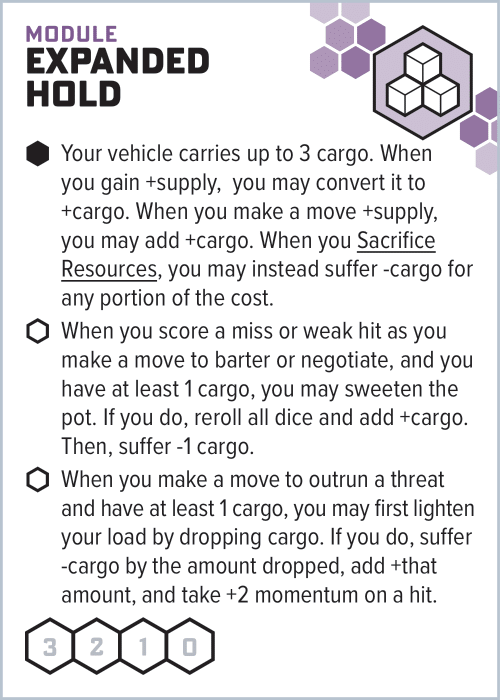 MODULE
EXPANDED
HOLD
Your vehicle carries up to 3 cargo. When
you gain +supply, you may convert it to
+cargo. When you make a move +supply,
you may add +cargo. When you Sacrifice
Resources, you may instead suffer -cargo for
any portion of the cost.
When you score a miss or weak hit as you
make a move to barter or negotiate, and you
have at least 1 cargo, you may sweeten the
pot. If you do, reroll all dice and add +cargo.
Then, suffer -1 cargo.
When you make a move to outrun a threat
and have at least 1 cargo, you may first lighten
your load by dropping cargo. If you do, suffer
-cargo by the amount dropped, add +that
amount, and take +2 momentum on a hit.
3 2 1 0